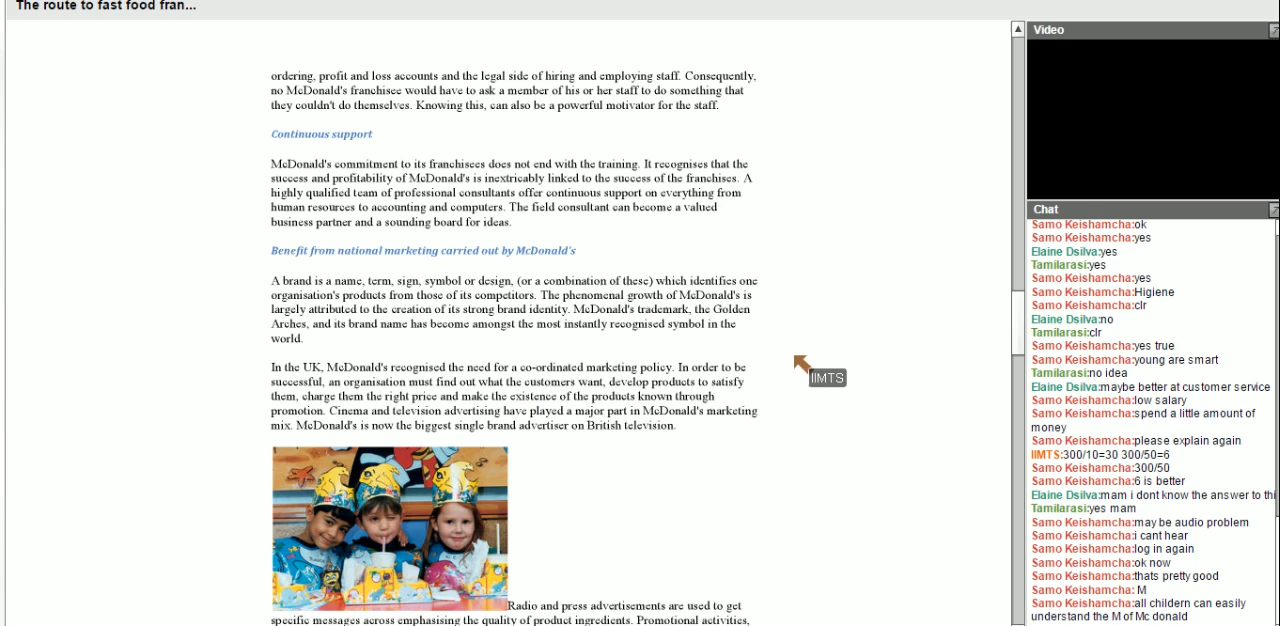 The route to fast food fran...
ordering, profit and loss accounts and the legal side of hiring and employing staff. Consequently,
no McDonald's franchisee would have to ask a member of his or her staff to do something that
they couldn't do themselves. Knowing this, can also be a powerful motivator for the staff.
Continuous support
McDonald's commitment to its franchisees does not end with the training. It recognises that the
success and profitability of McDonald's is inextricably linked to the success of the franchises. A
highly qualified team of professional consultants offer continuous support on everything from
human resources to accounting and computers. The field consultant can become a valued
business partner and a sounding board for ideas.
Benefit from national marketing carried out by McDonald's
A brand is a name, term, sign, symbol or design, (or a combination of these) which identifies one
organisation's products from those of its competitors. The phenomenal growth of McDonald's is
largely attributed to the creation of its strong brand identity. McDonald's trademark, the Golden
Arches, and its brand name has become amongst the most instantly recognised symbol in the
world.
In the UK, McDonald's recognised the need for a co-ordinated marketing policy. In order to be
successful, an organisation must find out what the customers want, develop products to satisfy
them, charge them the right price and make the existence of the products known through
promotion. Cinema and television advertising have played a major part in McDonald's marketing
mix. McDonald's is now the biggest single brand advertiser on British television.
Radio and press advertisements are used to get
specific messages across emphasising the quality of product ingredients. Promotional activities,
IIMTS
Video
Chat
Samo Keishamcha:ok
Samo Keishamcha:yes
Elaine Dsilva:yes
Tamilarasi:yes
Samo Keishamcha:yes
Samo Keishamcha:Higiene
Samo Keishamcha:clr
Elaine Dsilva:no
Tamilarasi:clr
Samo Keishamcha:yes true
Samo Keishamcha:young are smart
Tamilarasi:no idea
Elaine Dsilva:maybe better at customer service
Samo Keishamcha:low salary
Samo Keishamcha:spend a little amount of
money
Samo Keishamcha:please explain again
IIMTS:300/10=30 300/50=6
Samo Keishamcha:300/50
Samo Keishamcha:6 is better
Elaine Dsilva:mam i dont know the answer to thi
Tamilarasi:yes mam
Samo Keishamcha:may be audio problem
Samo Keishamcha:i cant hear
Samo Keishamcha:log in again
Samo Keishamcha:ok now
Samo Keishamcha:thats pretty good
Samo Keishamcha: M
Samo Keishamcha:all childern can easily
understand the M of Mc donald